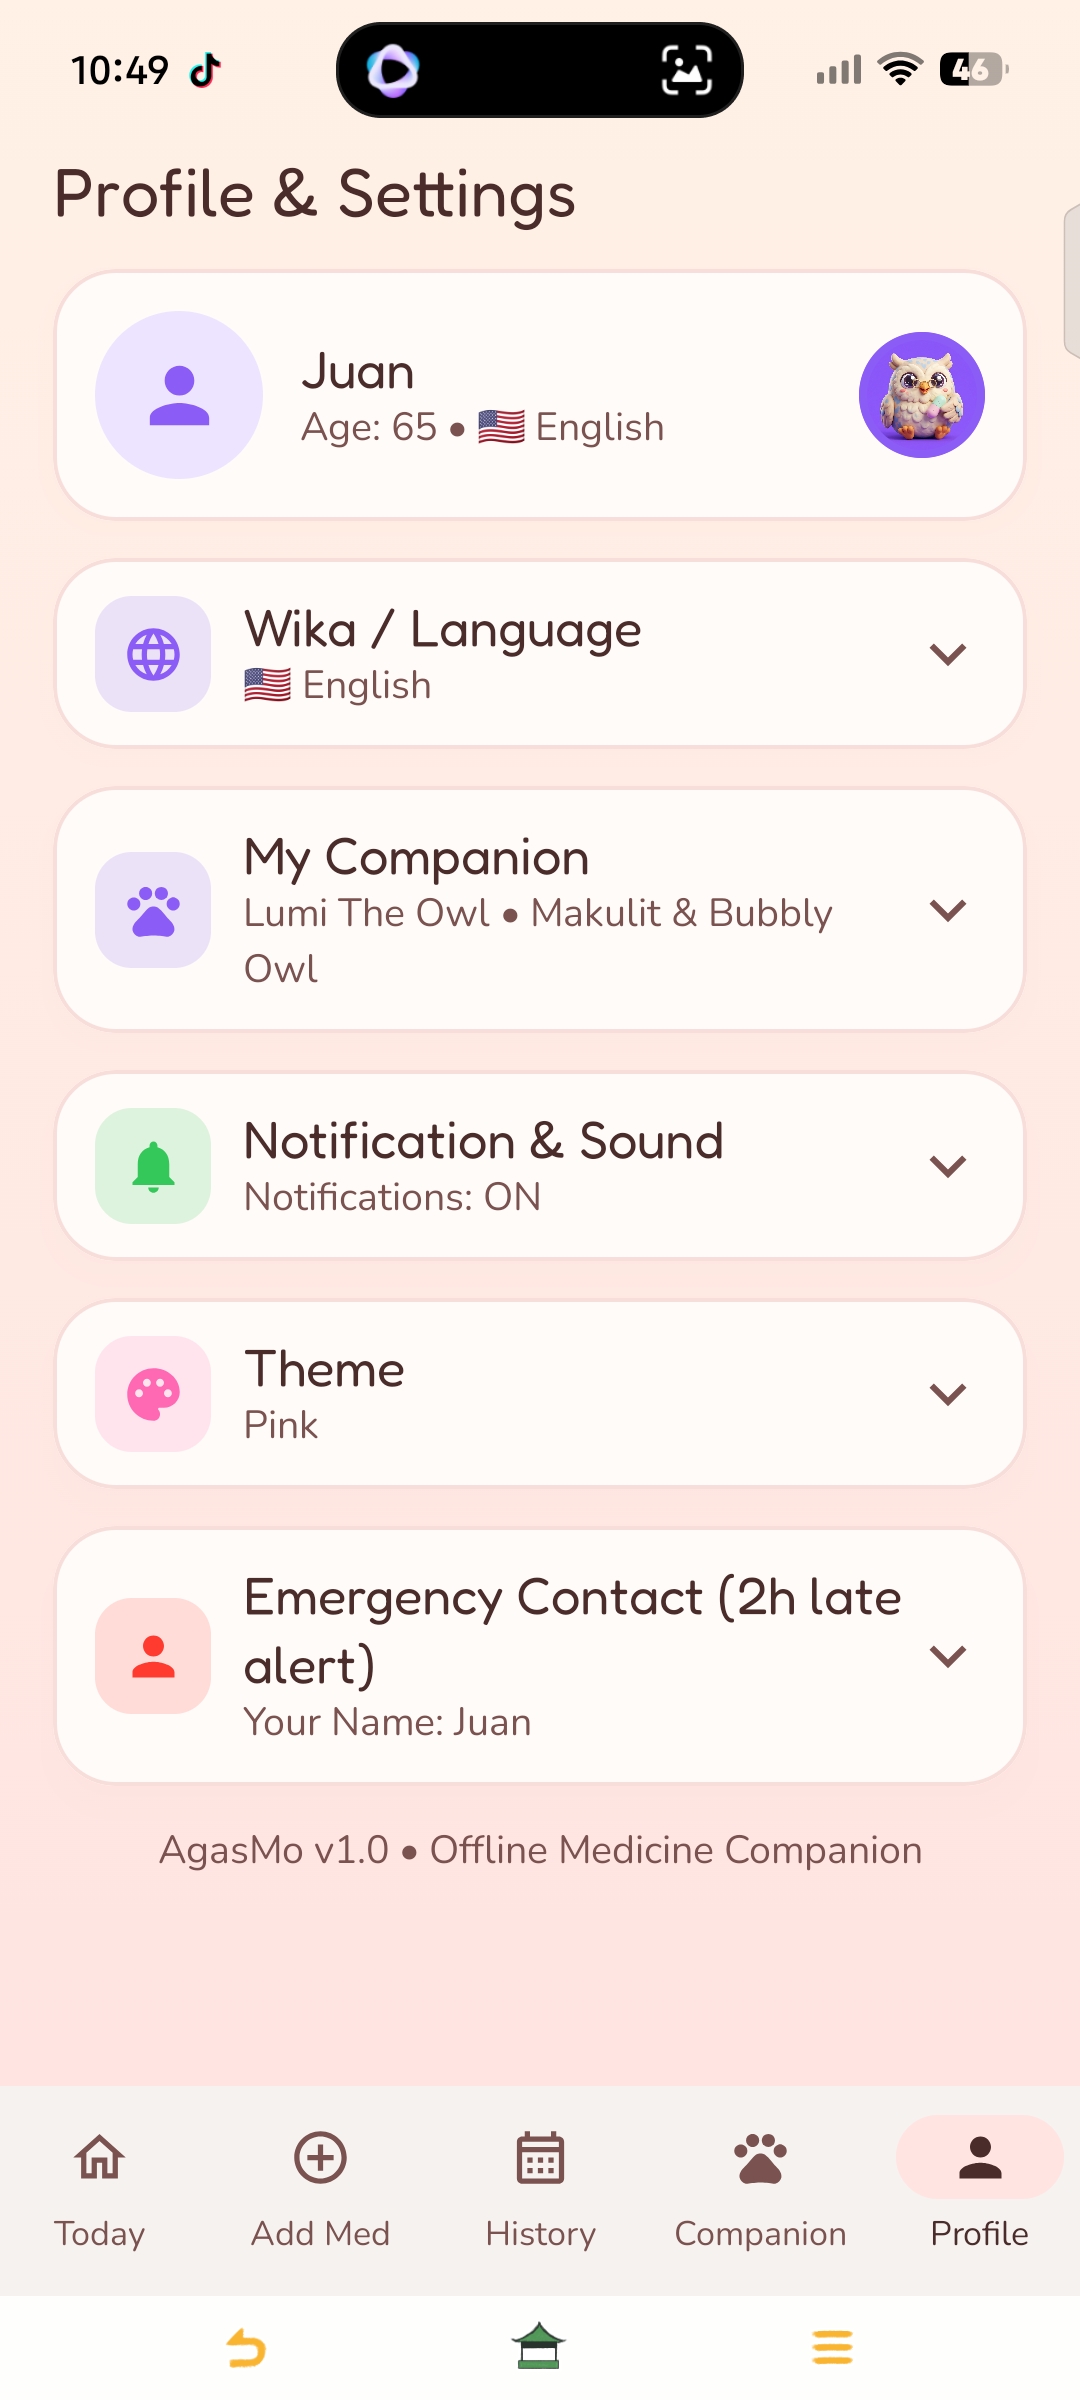 10:49
46
Profile & Settings
Juan
Age: 65 • 🇺🇸 English
Wika / Language
🇺🇸 English
My Companion
Lumi The Owl • Makulit & Bubbly
Owl
Notification & Sound
Notifications: ON
Theme
Pink
Emergency Contact (2h late
alert)
Your Name: Juan
AgasMo v1.0 • Offline Medicine Companion
Today
Add Med
History
Companion
Profile